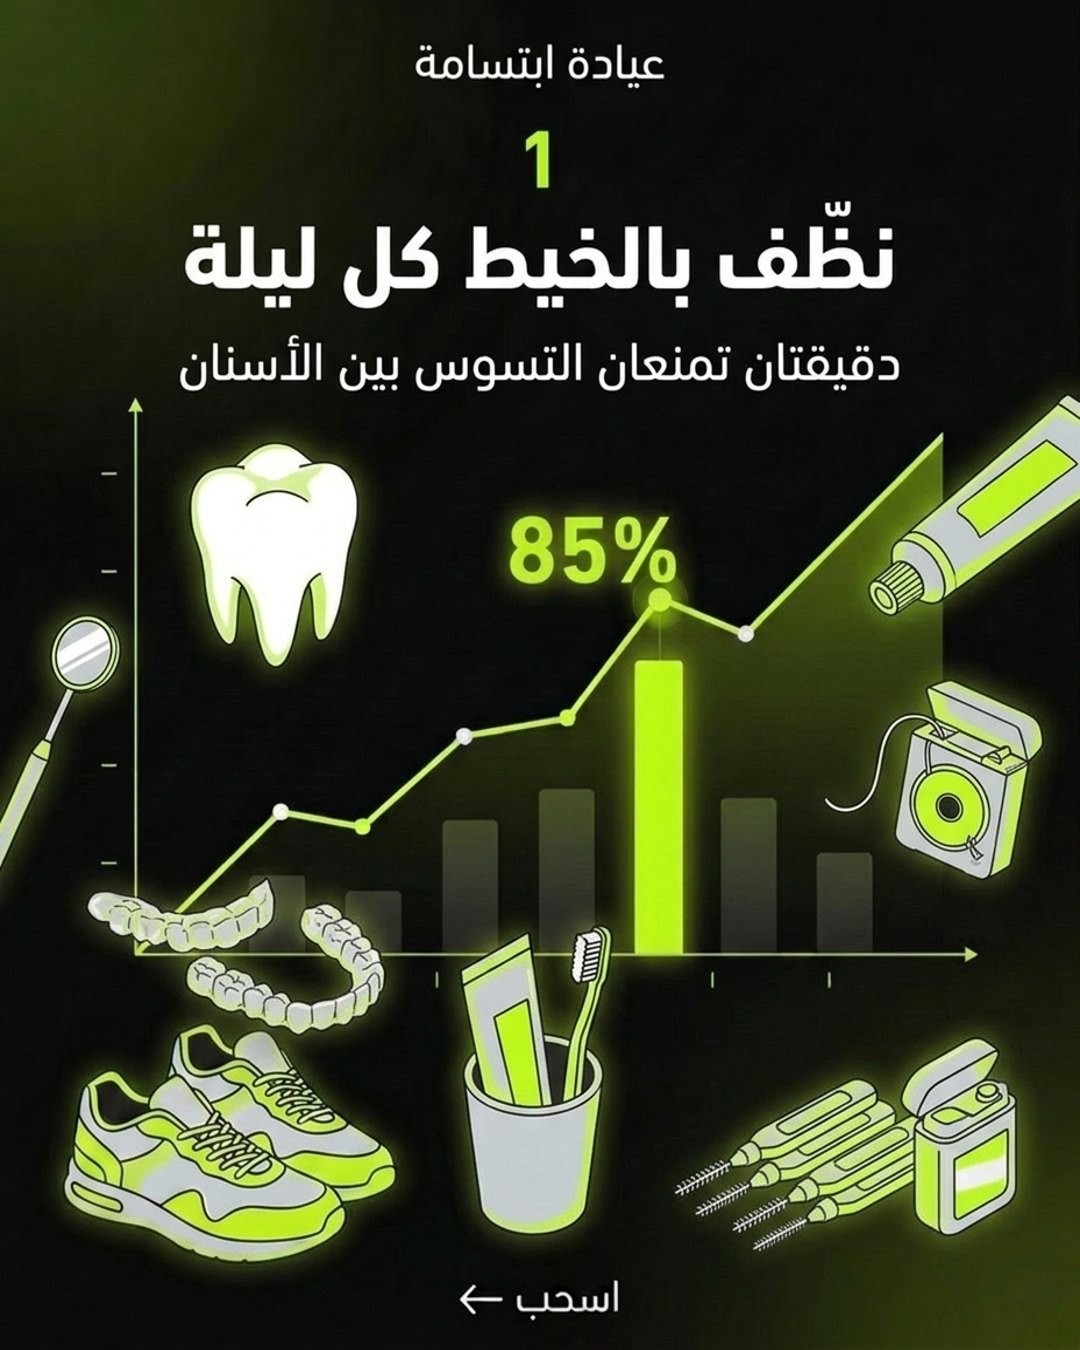 عيادة ابتسامة
1
نظّف بالخيط كل ليلة
دقيقتان تمنعان التسوس بين الأسنان
85%
اسحب ←